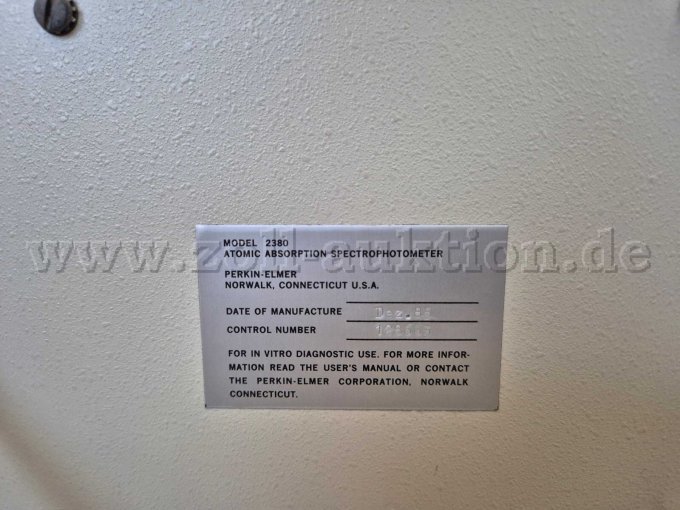 MODEL 2380
ATOMIC ABSORPTION SPECTROPHOTOMETER
PERKIN-ELMER
NORWALK, CONNECTICUT U.S.A.
DATE OF MANUFACTURE
CONTROL NUMBER
FOR IN VITRO DIAGNOSTIC USE. FOR MORE INFOR-
MATION READ THE USER'S MANUAL OR CONTACT
THE PERKIN-ELMER CORPORATION, NORWALK
CONNECTICUT.
www.zoll-auktion.de